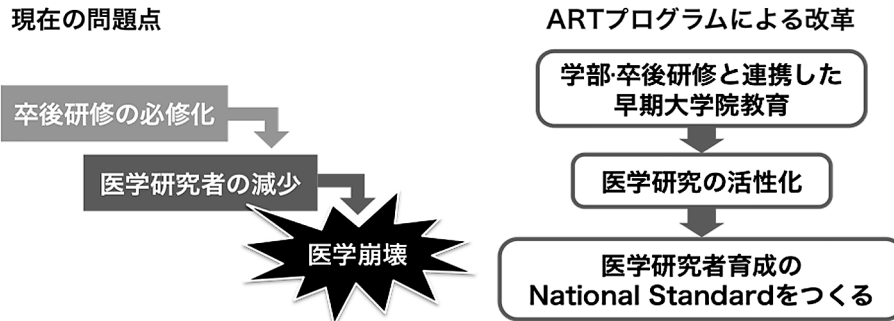 現在の問題点
卒後研修の必修化
医学研究者の減少
医学崩壊
ARTプログラムによる改革
学部·卒後研修と連携した
早期大学院教育
医学研究の活性化
医学研究者育成の
National Standardをつくる